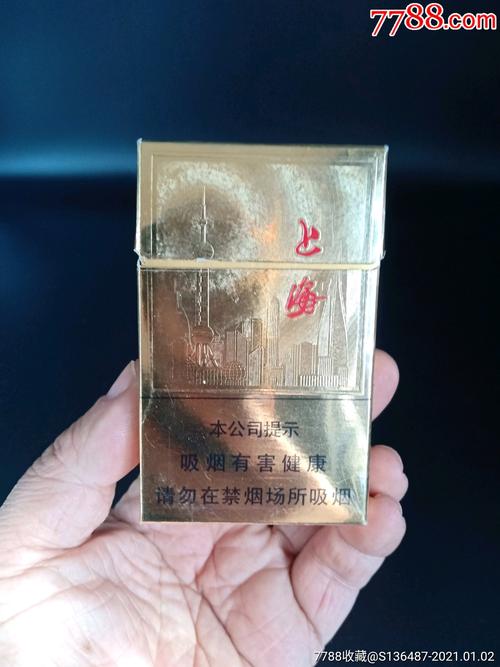 7788.com
上
海
本公司提示
吸烟有害健康
请勿在禁烟场所吸烟
7788收藏@S136487-2021.01.02